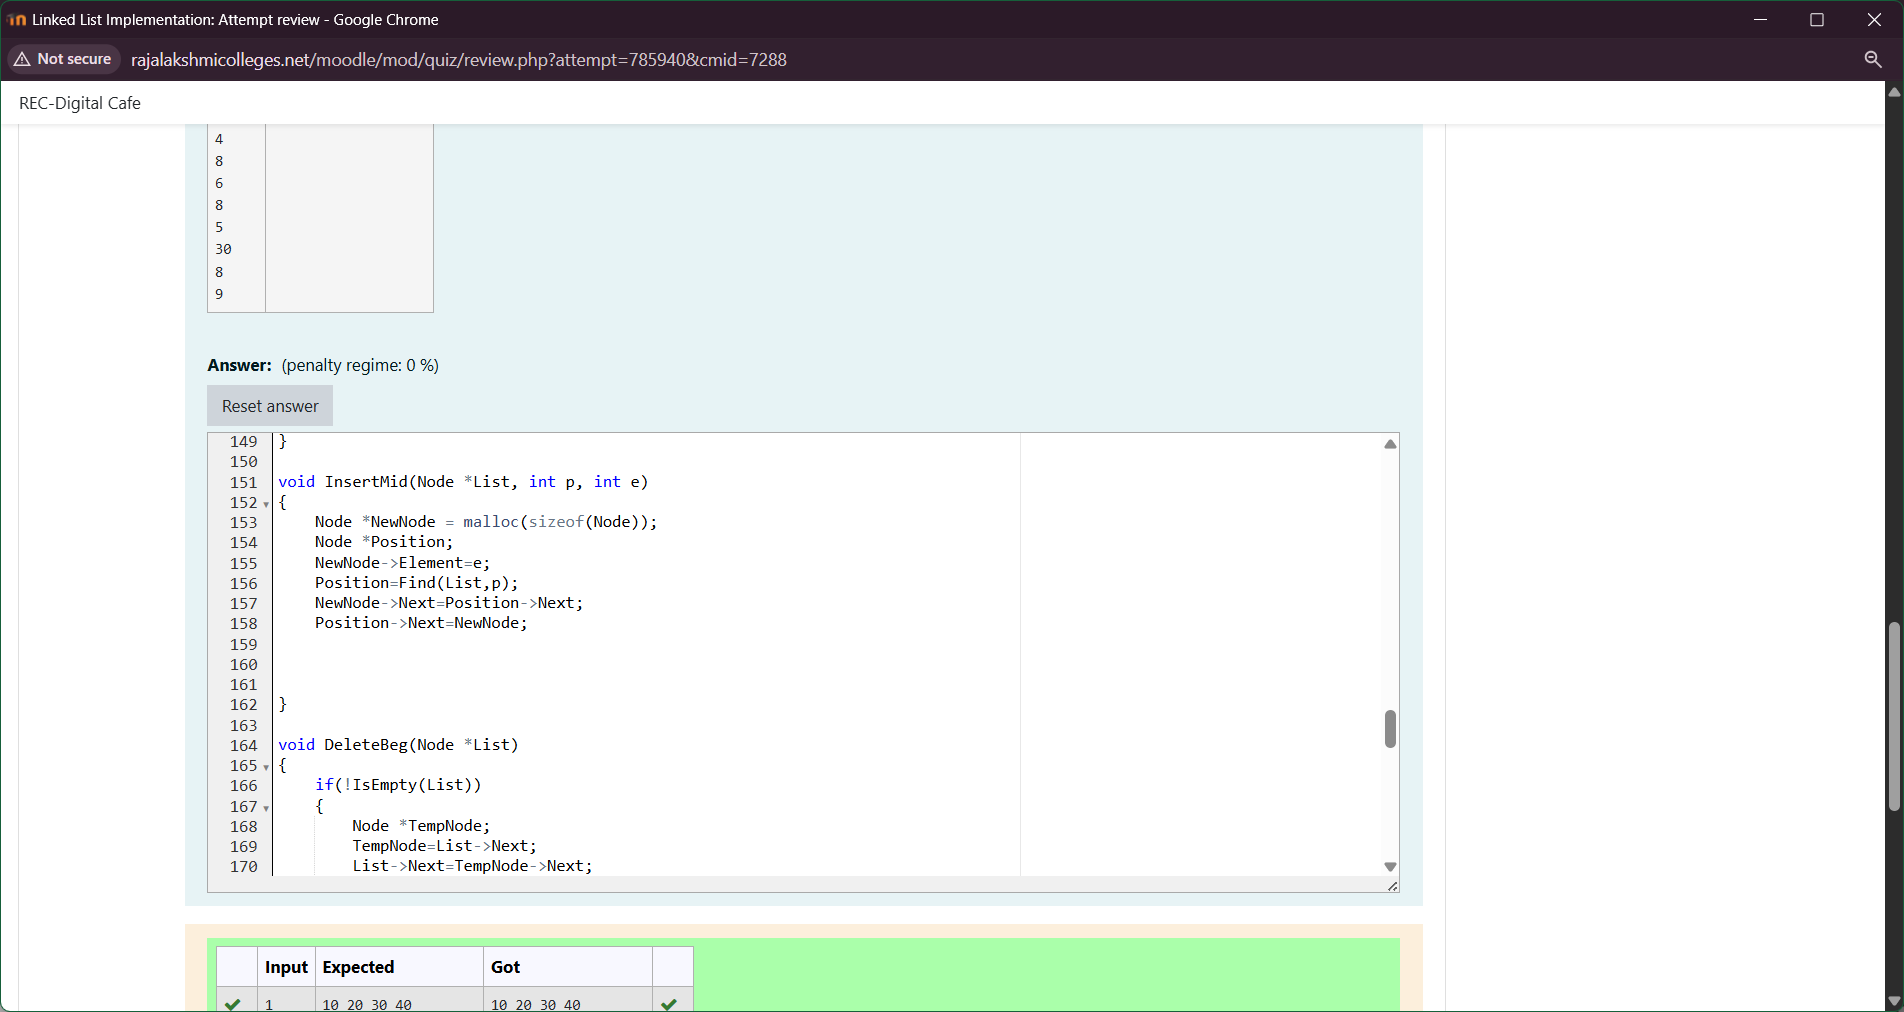 Linked List Implementation: Attempt review - Google Chrome
Not secure rajalakshmicolleges.net/moodle/mod/quiz/review.php?attempt=785940&cmid=7288
REC-Digital Cafe
4
8
6
8
5
30
8
9
Answer: (penalty regime: 0 %)
Reset answer
149 }
150
151 void InsertMid(Node *List, int p, int e)
152 {
153     Node *NewNode = malloc(sizeof(Node));
154     Node *Position;
155     NewNode->Element=e;
156     Position=Find(List,p);
157     NewNode->Next=Position->Next;
158     Position->Next=NewNode;
159
160
161
162 }
163
164 void DeleteBeg(Node *List)
165 {
166     if(!IsEmpty(List))
167     {
168         Node *TempNode;
169         TempNode=List->Next;
170         List->Next=TempNode->Next;
Input Expected Got
1 10 20 30 40 10 20 30 40